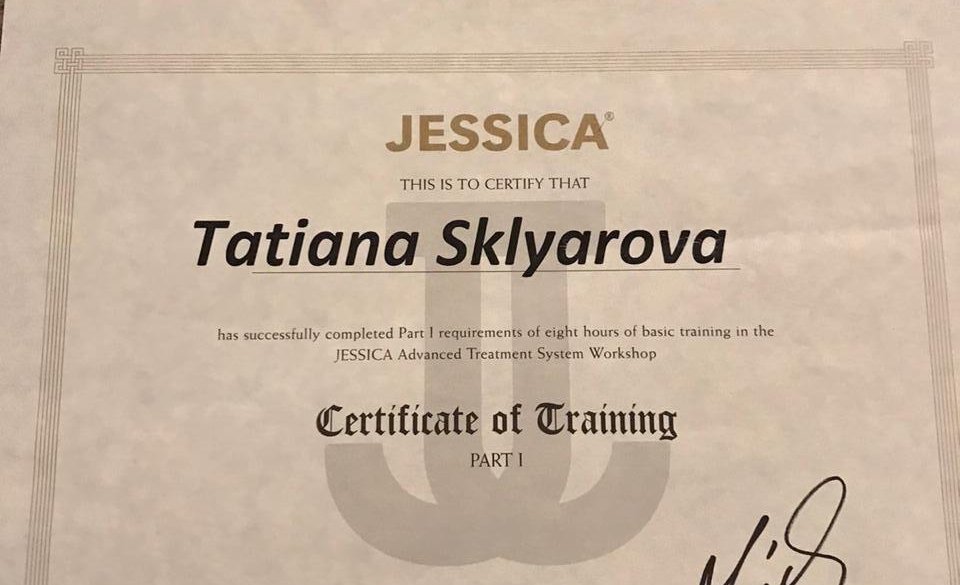 JESSICA®
THIS IS TO CERTIFY THAT
Tatiana Sklyarova
has successfully completed Part I requirements of eight hours of basic training in the
JESSICA Advanced Treatment System Workshop
Certificate of Training
PART I